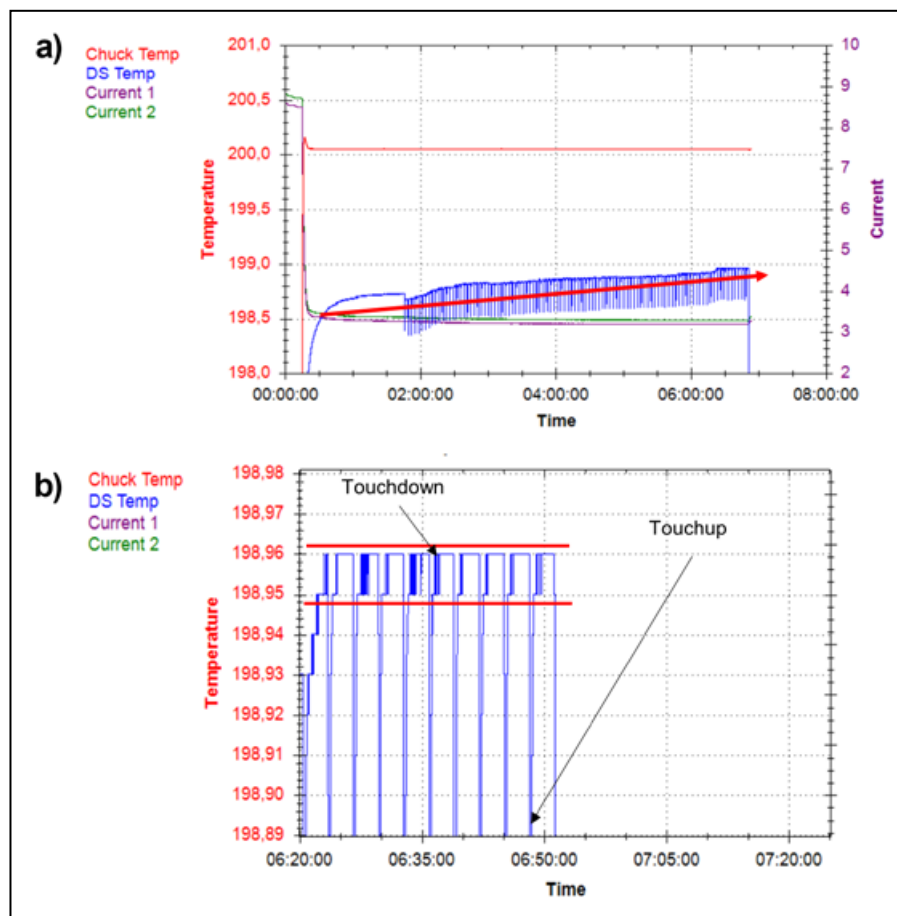 a)
Chuck Temp
DS Temp
Current 1
Current 2
Temperature
201,0
200,5
200,0
199,5
199,0
198,5
198,0
10
9
8
7
6
5
4
3
2
Current
00:00:00 02:00:00 04:00:00 06:00:00 08:00:00
Time
b)
Chuck Temp
DS Temp
Current 1
Current 2
Temperature
198,98
198,97
198,96
198,95
198,94
198,93
198,92
198,91
198,90
198,89
Touchdown
Touchup
06:20:00 06:35:00 06:50:00 07:05:00 07:20:00
Time